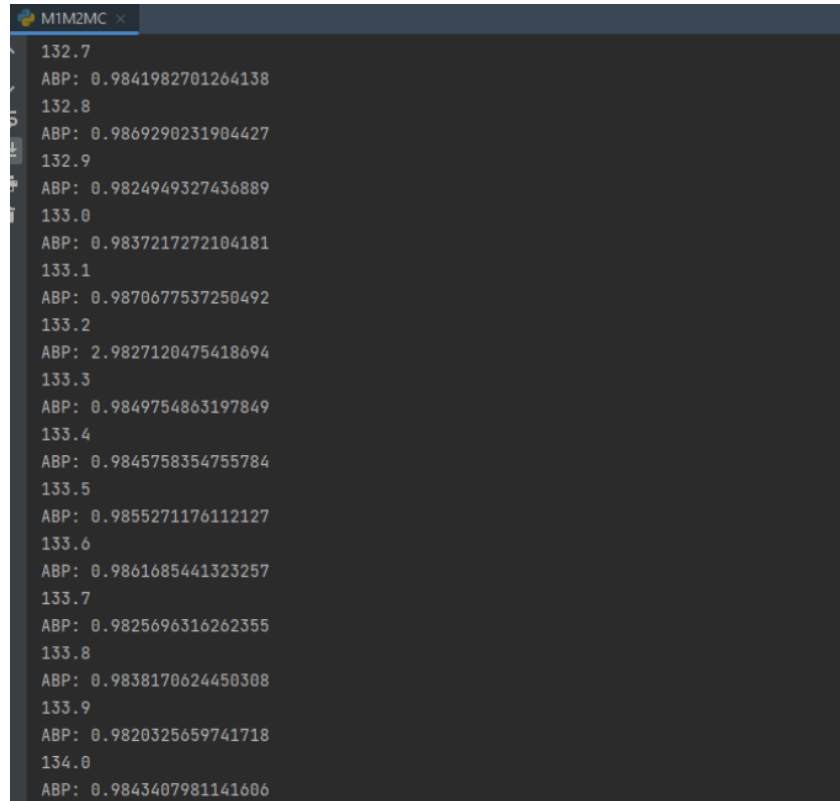 M1M2MC
132.7
ABP: 0.9841982701264138
132.8
ABP: 0.9869290231904427
132.9
ABP: 0.9824949327436889
133.0
ABP: 0.9837217272104181
133.1
ABP: 0.9870677537250492
133.2
ABP: 2.9827120475418694
133.3
ABP: 0.9849754863197849
133.4
ABP: 0.9845758354755784
133.5
ABP: 0.9855271176112127
133.6
ABP: 0.9861685441323257
133.7
ABP: 0.9825696316262355
133.8
ABP: 0.9838170624450308
133.9
ABP: 0.9820325659741718
134.0
ABP: 0.9843407981141606